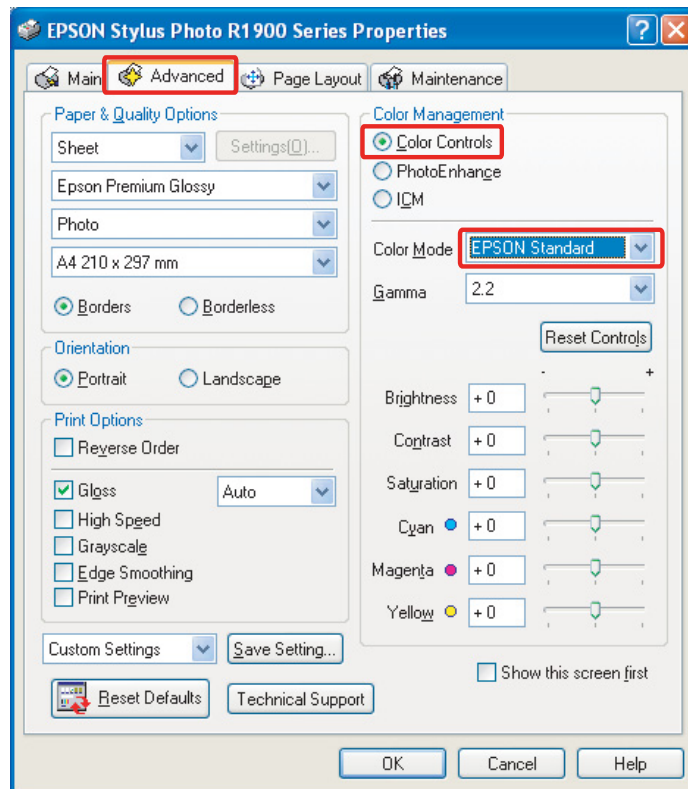 EPSON Stylus Photo R1900 Series Properties
Main
Advanced
Page Layout
Maintenance
Paper & Quality Options
Sheet
Settings(O)...
Epson Premium Glossy
Photo
A4 210 x 297 mm
Borders
Borderless
Orientation
Portrait
Landscape
Print Options
Reverse Order
Gloss
Auto
High Speed
Grayscale
Edge Smoothing
Print Preview
Custom Settings
Save Setting...
Reset Defaults
Technical Support
Color Management
Color Controls
PhotoEnhance
ICM
Color Mode
EPSON Standard
Gamma
2.2
Reset Controls
- +
Brightness + 0
Contrast + 0
Saturation + 0
Cyan + 0
Magenta + 0
Yellow + 0
Show this screen first
OK
Cancel
Help